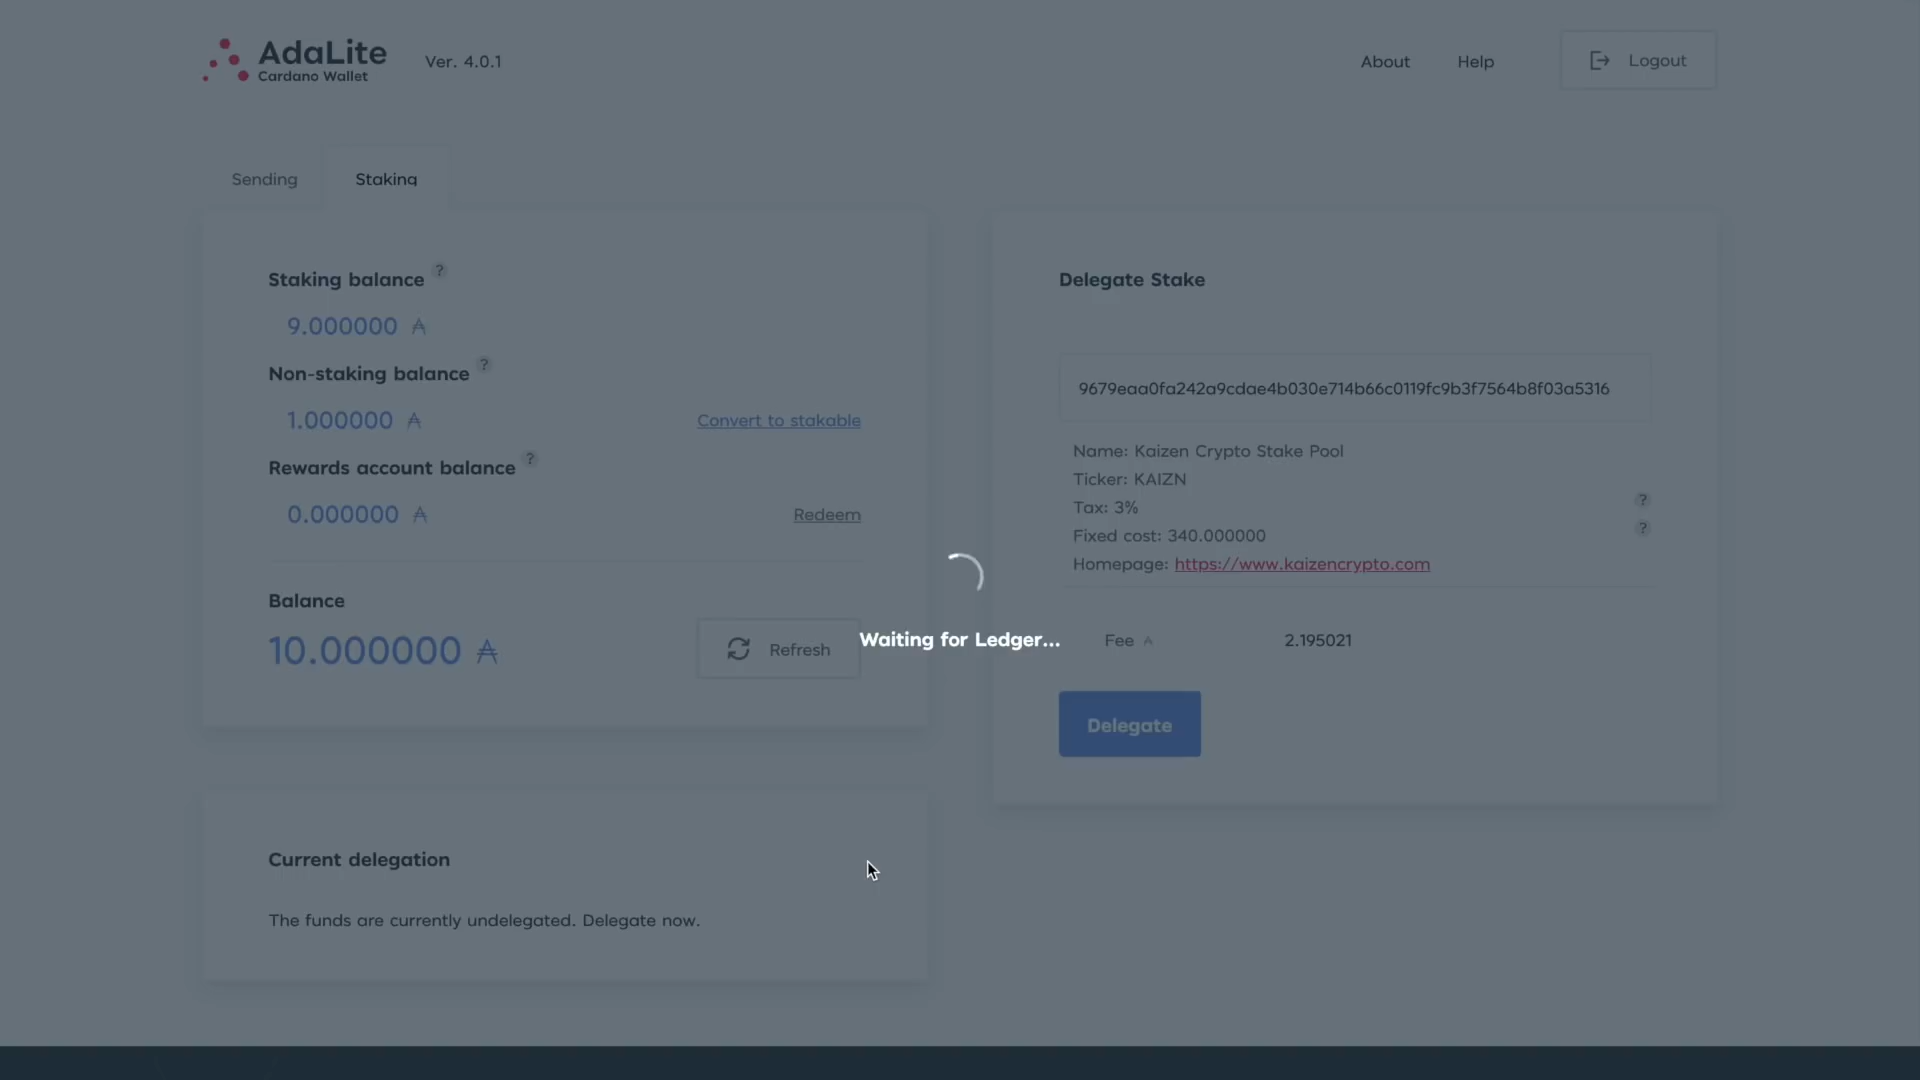 AdaLite
Cardano Wallet
Ver. 4.0.1
About
Help
Logout
Sending
Staking
Staking balance ?
9.000000 ₳
Non-staking balance ?
1.000000 ₳
Convert to stakable
Rewards account balance ?
0.000000 ₳
Redeem
Balance
10.000000 ₳
Refresh
Waiting for Ledger...
Delegate Stake
9679eaa0fa242a9cdae4b030e714b66c0119fc9b3f7564b8f03a5316
Name: Kaizen Crypto Stake Pool
Ticker: KAIZN
Tax: 3% ?
Fixed cost: 340.000000 ?
Homepage: https://www.kaizencrypto.com
Fee ₳ 2.195021
Delegate
Current delegation
The funds are currently undelegated. Delegate now.